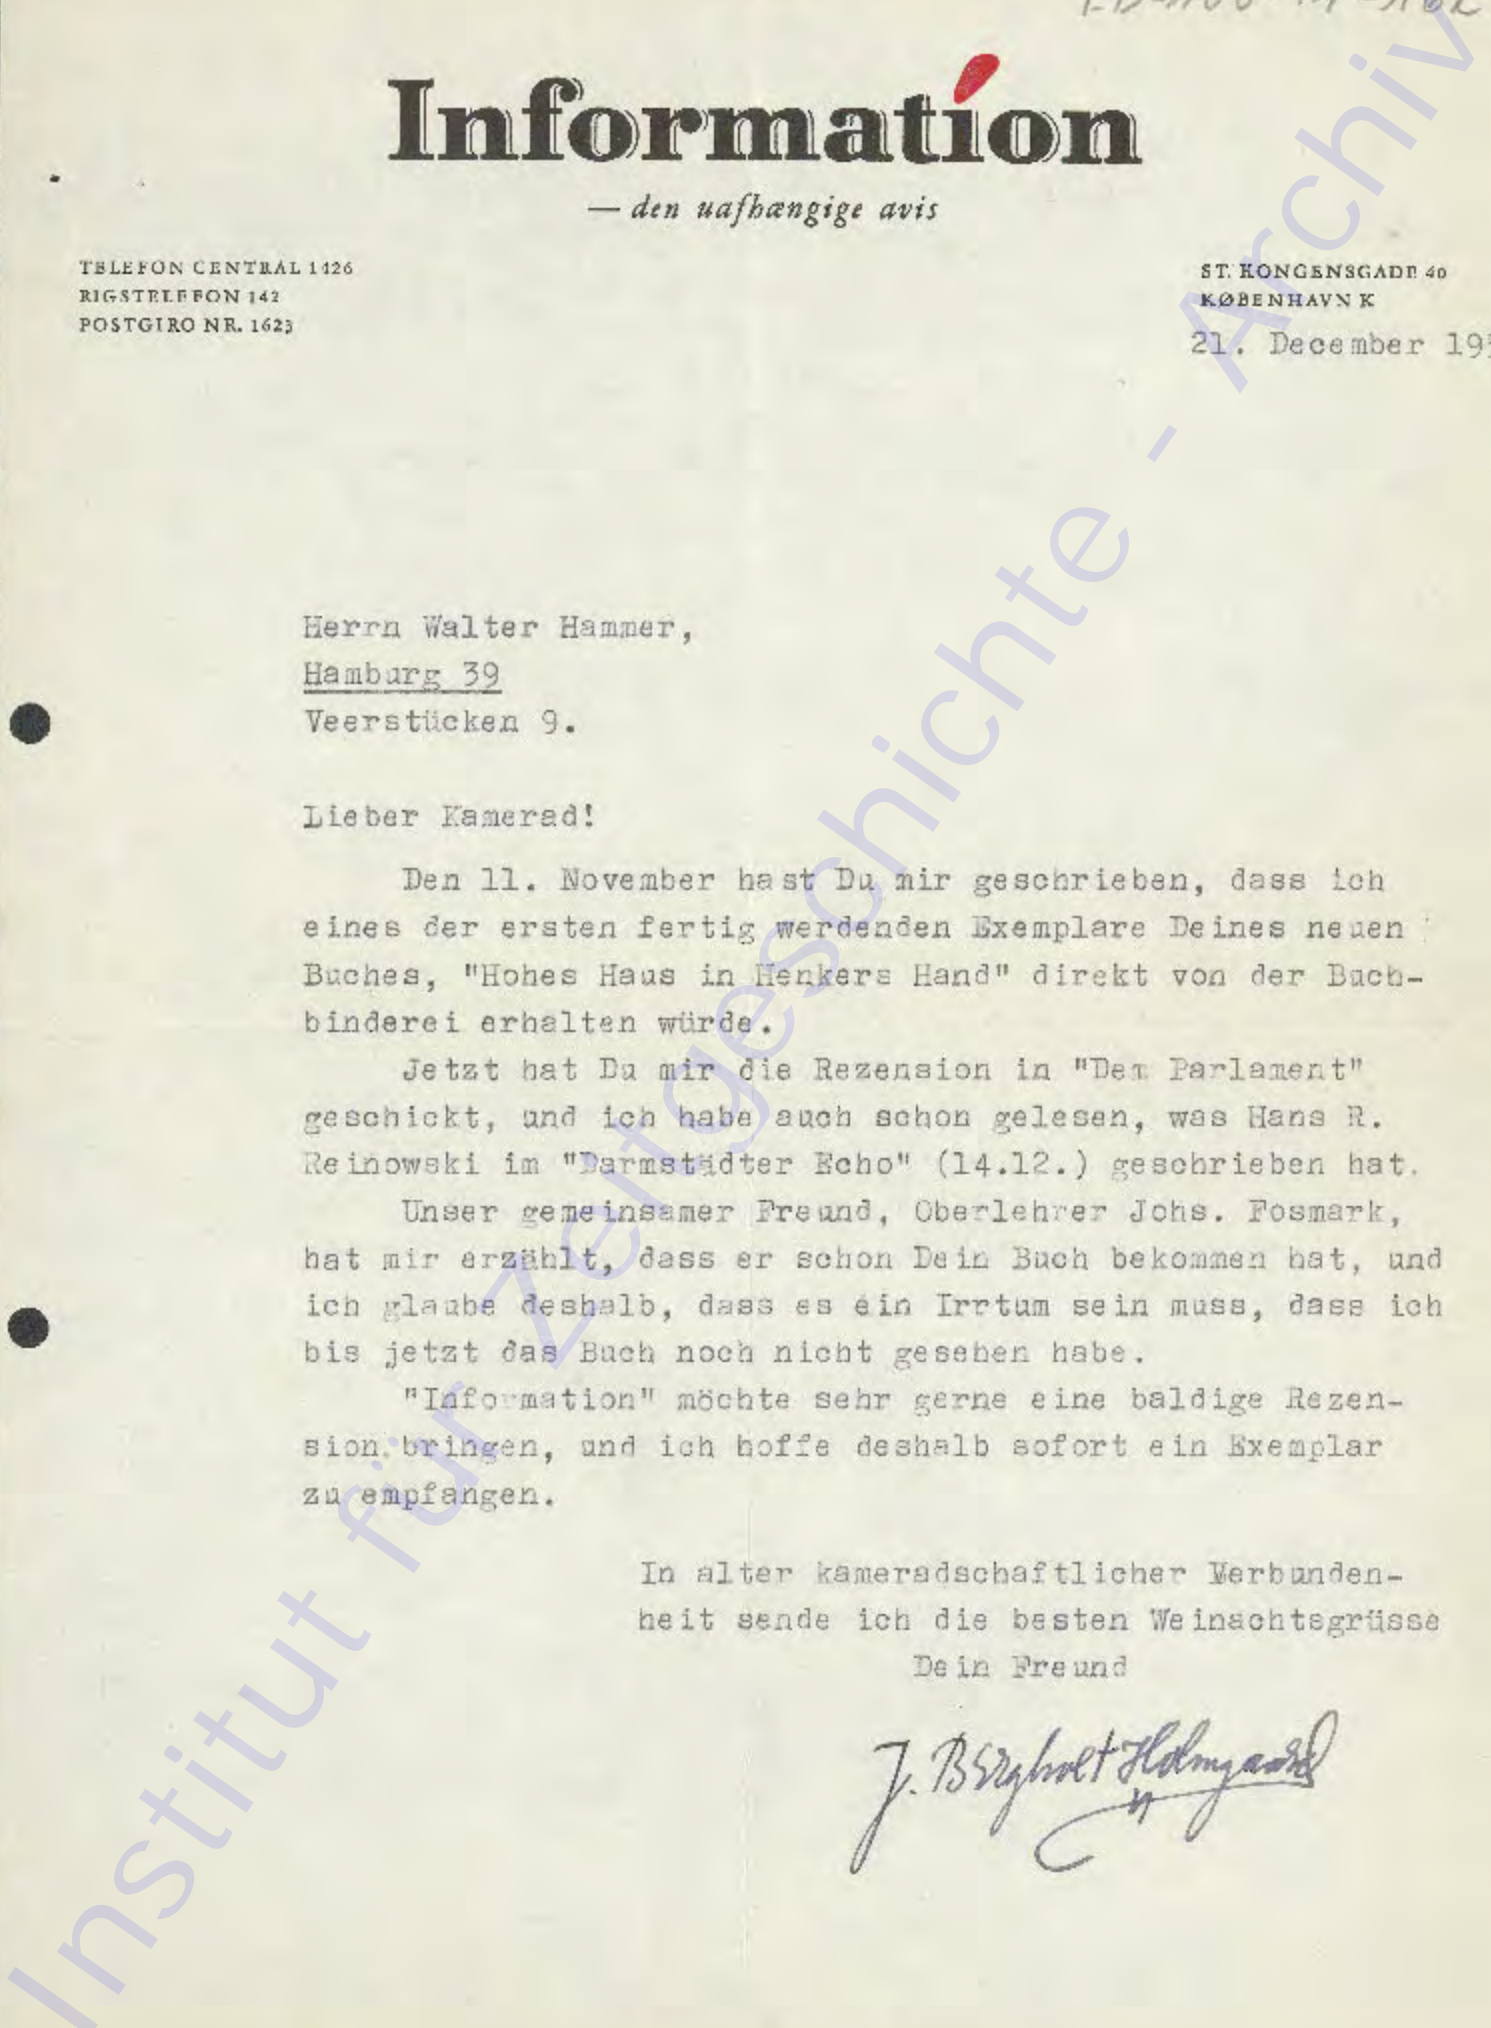 Information
— den uafhængige avis
TELEFON CENTRAL 1426
RIGSTELEFON 142
POSTGIRO NR. 1623
ST. KONGENSGADE 40
KØBENHAVN K
21. December 195
Herrn Walter Hammer,
Hamburg 39
Veerstücken 9.
Lieber Kamerad!
Den 11. November hast Du mir geschrieben, dass ich
eines der ersten fertig werdenden Exemplare Deines neuen
Buches, "Hohes Haus in Henkers Hand" direkt von der Buch-
binderei erhalten würde.
Jetzt hat Du mir die Rezension in "Dem Parlament"
geschickt, und ich habe auch schon gelesen, was Hans R.
Reinowski im "Darmstädter Echo" (14.12.) geschrieben hat.
Unser gemeinsamer Freund, Oberlehrer Johs. Fosmark,
hat mir erzählt, dass er schon Dein Buch bekommen hat, und
ich glaube deshalb, dass es ein Irrtum sein muss, dass ich
bis jetzt das Buch noch nicht gesehen habe.
"Information" möchte sehr gerne eine baldige Rezen-
sion bringen, und ich hoffe deshalb sofort ein Exemplar
zu empfangen.
In alter kameradschaftlicher Verbunden-
heit sende ich die besten Weinachtsgrüsse
Dein Freund
J. Bergholt Holmgaard
Institut für Zeitgeschichte - Archiv